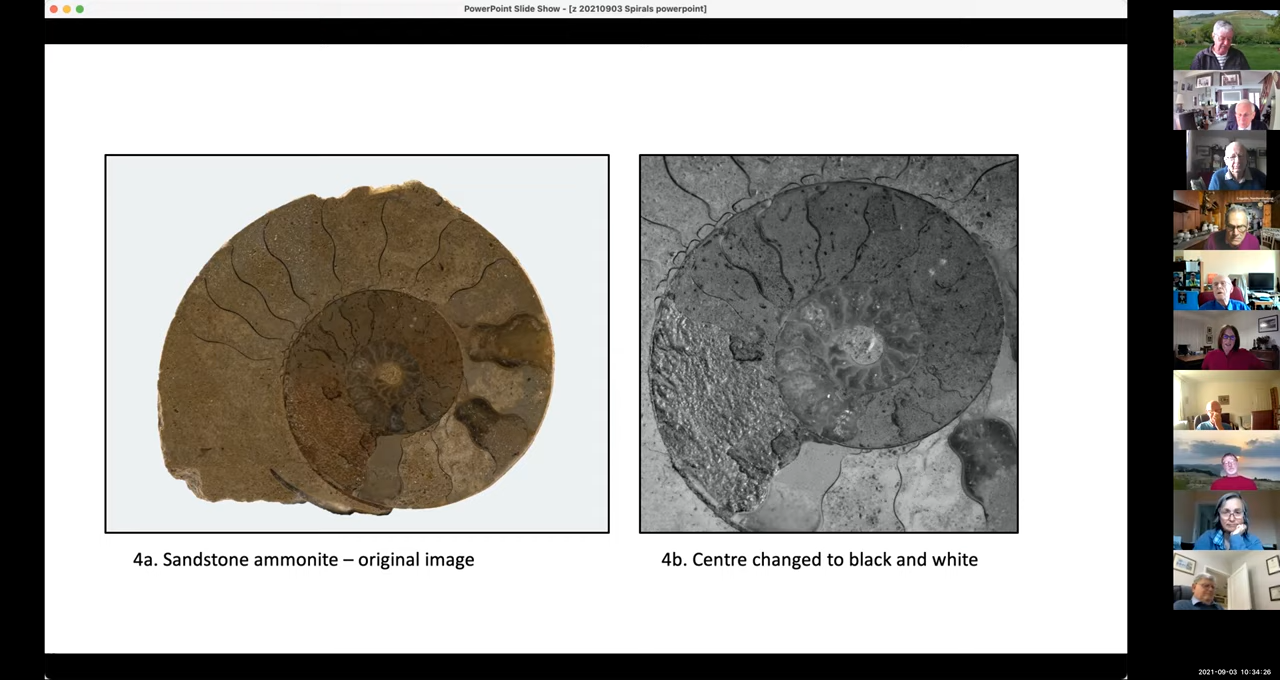 PowerPoint Slide Show - [z 20210903 Spirals powerpoint]
4a. Sandstone ammonite – original image
4b. Centre changed to black and white
2021-09-03 10:34:26